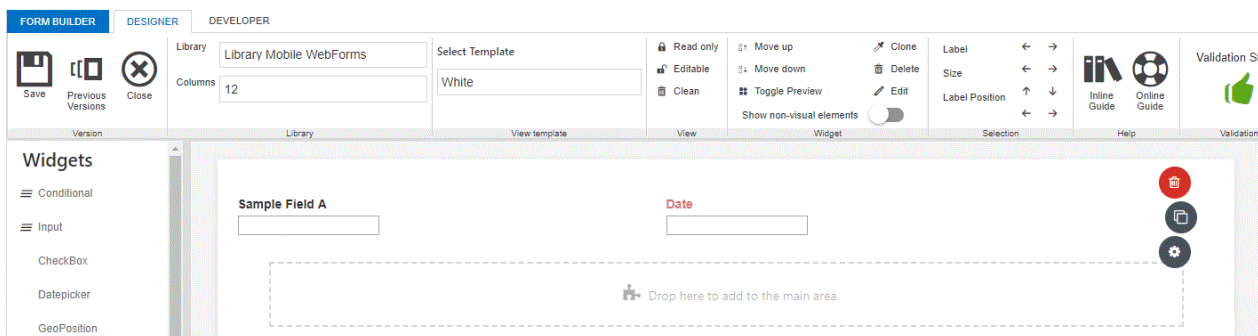 FORM BUILDER DESIGNER DEVELOPER
Library Library Mobile WebForms
Columns 12
Select Template
White
Save Previous Versions Close
Read only
Editable
Clean
Move up Clone
Move down Delete
Toggle Preview Edit
Show non-visual elements
Label
Size
Label Position
Inline Guide Online Guide
Validation St
Version Library View template View Widget Selection Help Validation
Widgets
Conditional
Input
CheckBox
Datepicker
GeoPosition
Sample Field A Date
Drop here to add to the main area